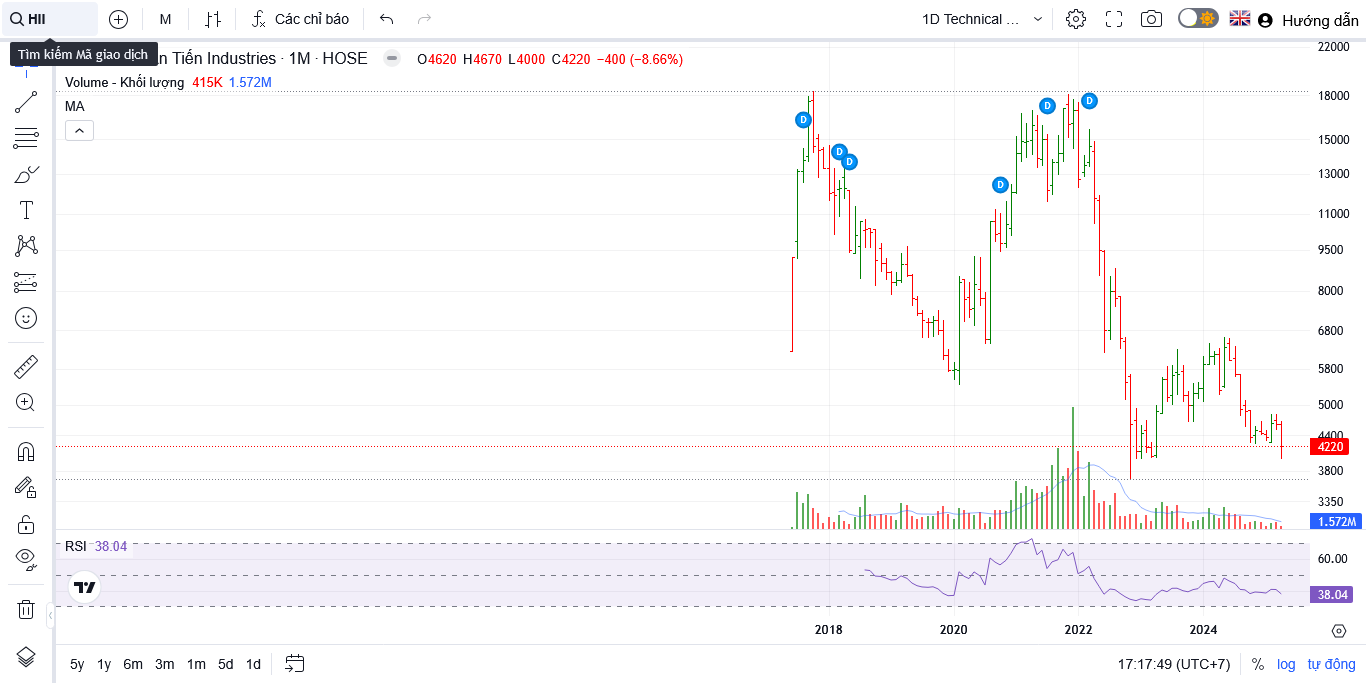 HII
M
Các chỉ báo
1D Technical ...
Hướng dẫn
Tìm kiếm Mã giao dịch
Tiến Industries · 1M · HOSE
O4620 H4670 L4000 C4220 −400 (−8.66%)
Volume - Khối lượng 415K 1.572M
MA
D
D
D
D
D
D
22000
18000
15000
13000
11000
9500
8000
6800
5800
5000
4400
4220
3800
3350
1.572M
RSI 38.04
60.00
38.04
2018
2020
2022
2024
5y 1y 6m 3m 1m 5d 1d
17:17:49 (UTC+7)
%
log
tự động